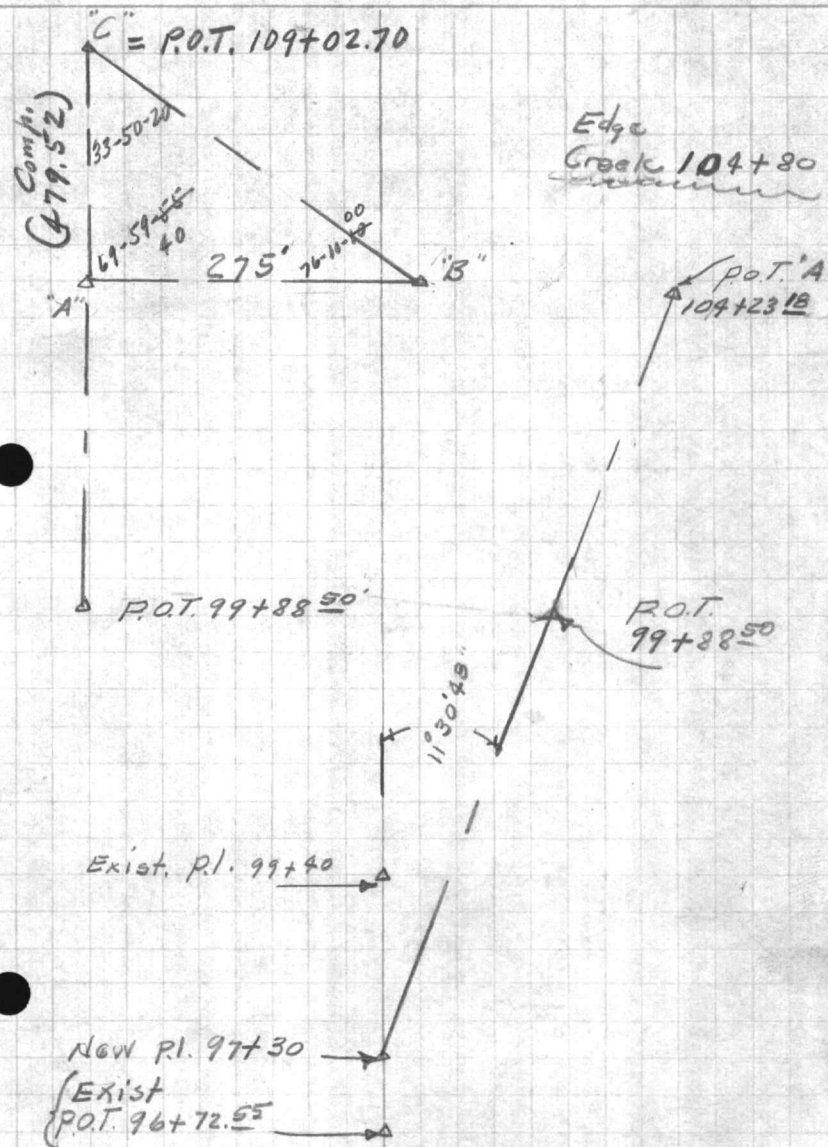 "C" = P.O.T. 109+02.70
Comp.
(479.52)
33-50-20
Edge
Creek 104+80
69-59-55
40
275'
00
76-10-10
"B"
"A"
P.O.T. "A
104+23 18
P.O.T. 99+88 50'
P.O.T.
99+88 50
11°30'48"
Exist. P.I. 99+40
New P.I. 97+30
Exist
P.O.T. 96+72.55